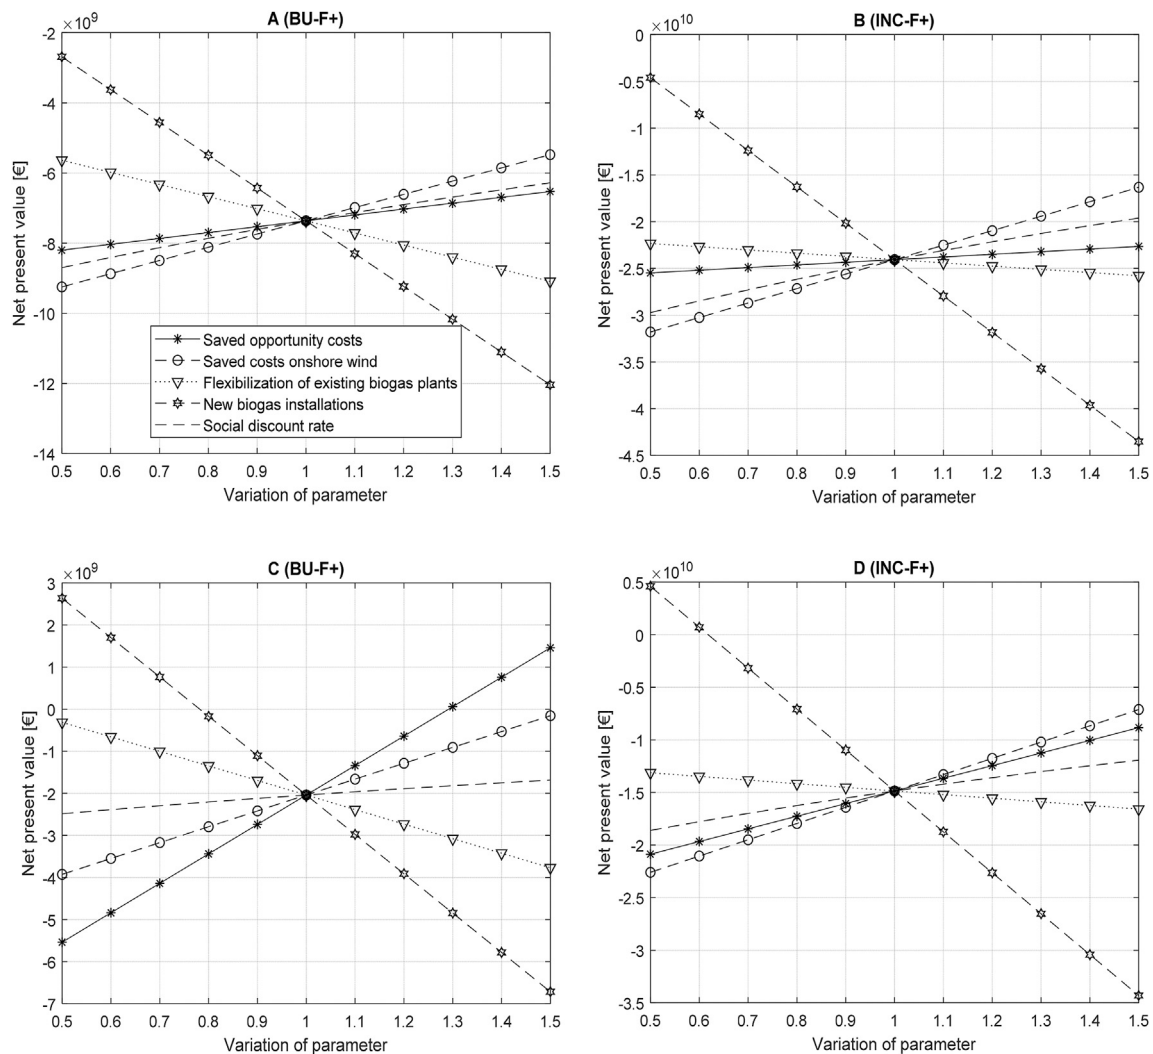 A (BU-F+)
×10⁹
-2
-4
-6
-8
-10
-12
-14
Net present value [€]
Saved opportunity costs
Saved costs onshore wind
Flexibilization of existing biogas plants
New biogas installations
Social discount rate
0.5 0.6 0.7 0.8 0.9 1 1.1 1.2 1.3 1.4 1.5
Variation of parameter
B (INC-F+)
×10¹⁰
0
-0.5
-1
-1.5
-2
-2.5
-3
-3.5
-4
-4.5
Net present value [€]
0.5 0.6 0.7 0.8 0.9 1 1.1 1.2 1.3 1.4 1.5
Variation of parameter
C (BU-F+)
×10⁹
3
2
1
0
-1
-2
-3
-4
-5
-6
-7
Net present value [€]
0.5 0.6 0.7 0.8 0.9 1 1.1 1.2 1.3 1.4 1.5
Variation of parameter
D (INC-F+)
×10¹⁰
0.5
0
-0.5
-1
-1.5
-2
-2.5
-3
-3.5
Net present value [€]
0.5 0.6 0.7 0.8 0.9 1 1.1 1.2 1.3 1.4 1.5
Variation of parameter